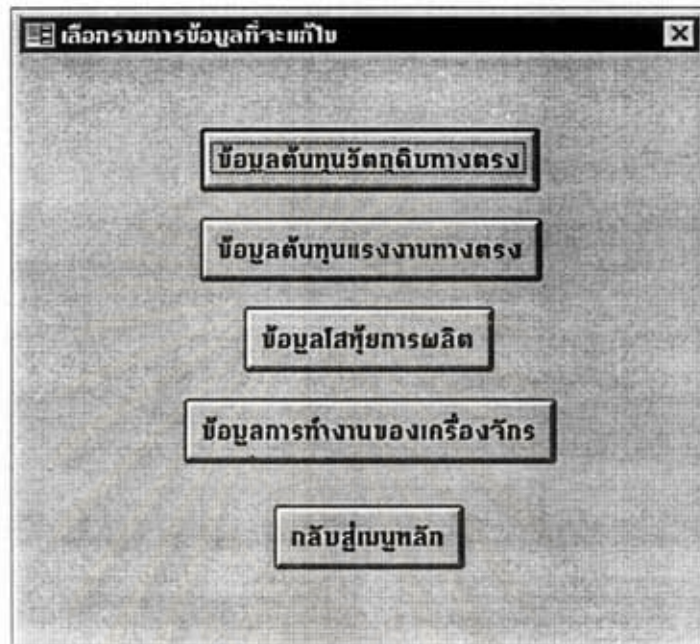 เลือกรายการข้อมูลที่จะแก้ไข
ข้อมูลต้นทุนวัตถุดิบทางตรง
ข้อมูลต้นทุนแรงงานทางตรง
ข้อมูลโสหุ้ยการผลิต
ข้อมูลการทำงานของเครื่องจักร
กลับสู่เมนูหลัก